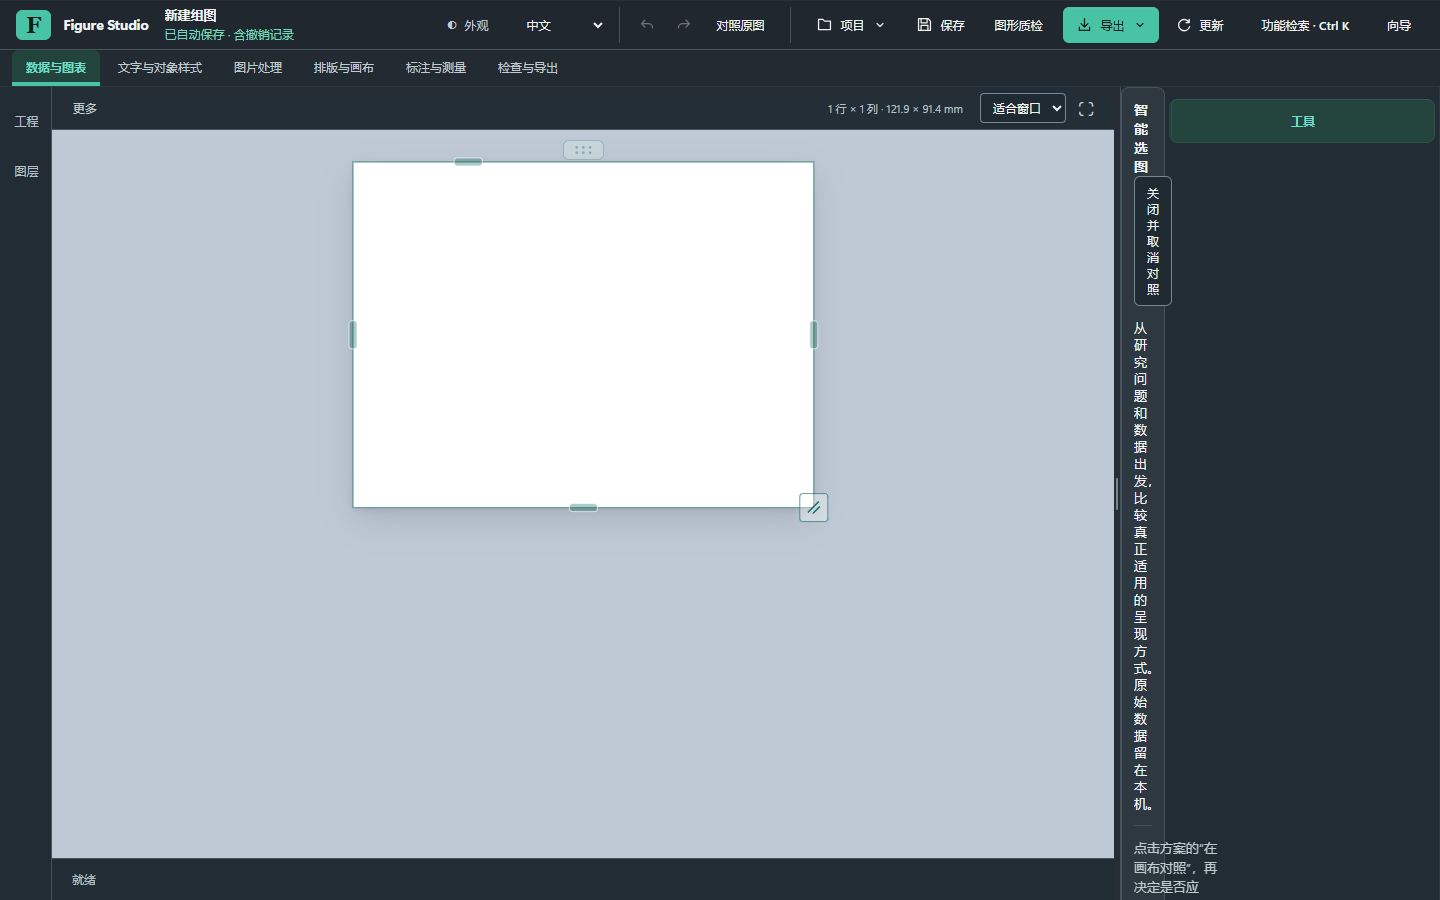 F Figure Studio
新建组图
已自动保存 · 含撤销记录
外观
中文
对照原图
项目
保存
图形质检
导出
更新
功能检索 · Ctrl K
向导
数据与图表
文字与对象样式
图片处理
排版与画布
标注与测量
检查与导出
工程
图层
更多
1 行 × 1 列 · 121.9 × 91.4 mm
适合窗口
就绪
智
能
选
图
关
闭
并
取
消
对
照
从
研
究
问
题
和
数
据
出
发，
比
较
真
正
适
用
的
呈
现
方
式。
原
始
数
据
留
在
本
机。
点击方案的“在
画布对照”，再
决定是否应
工具